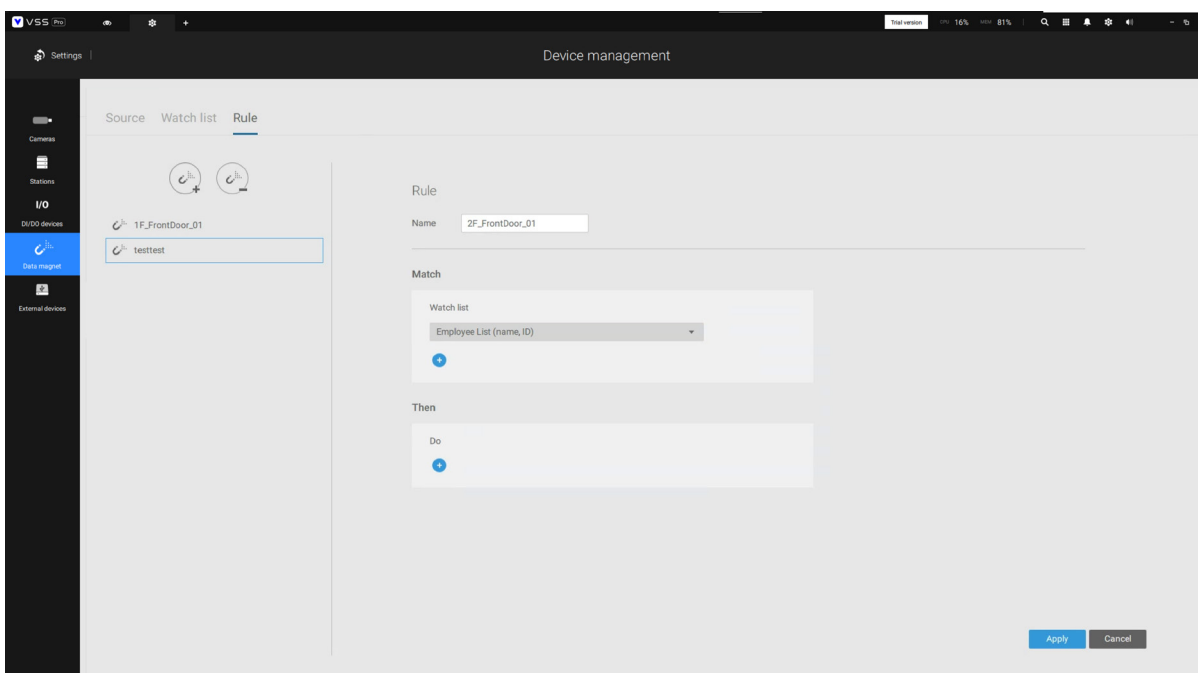 VSS Pro
Trial version CPU 16% MEM 81%
Settings
Device management
Cameras
Stations
I/O
DI/DO devices
Data magnet
External devices
Source Watch list Rule
1F_FrontDoor_01
testtest
Rule
Name 2F_FrontDoor_01
Match
Watch list
Employee List (name, ID)
Then
Do
Apply Cancel